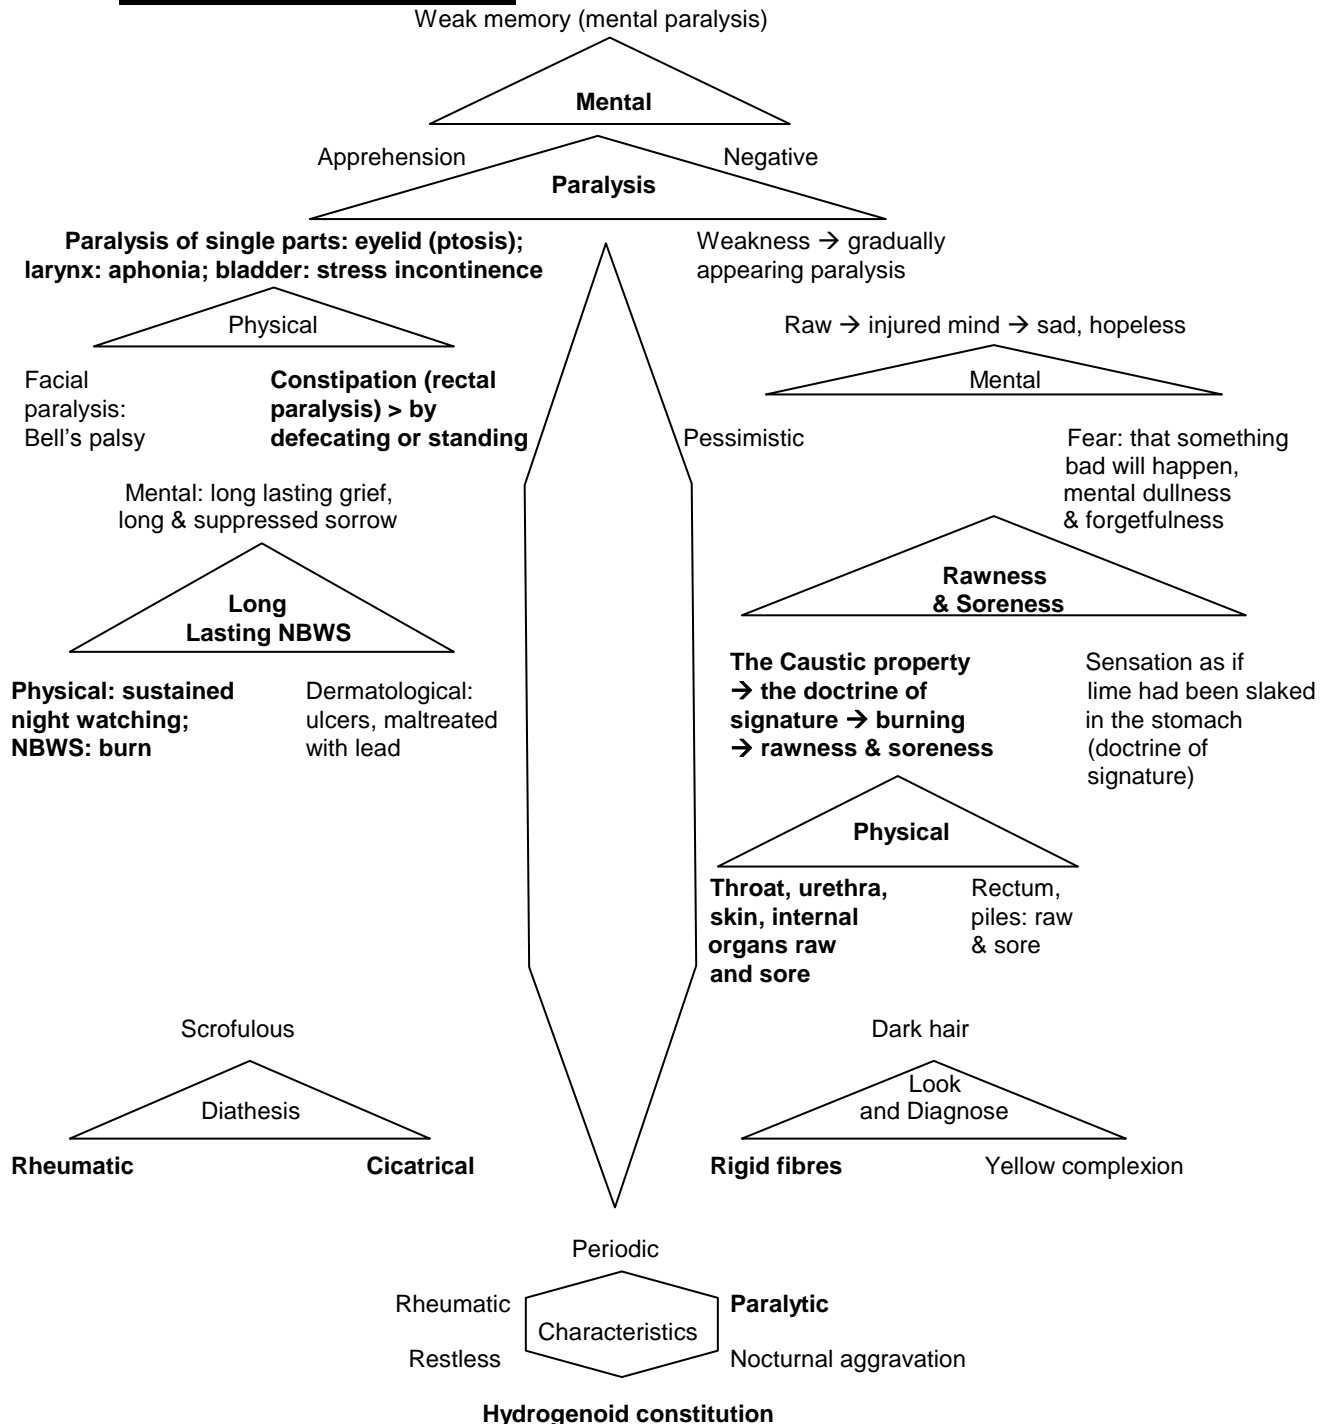 Weak memory (mental paralysis)
Mental
Apprehension
Negative
Paralysis
Paralysis of single parts: eyelid (ptosis);
larynx: aphonia; bladder: stress incontinence
Weakness → gradually
appearing paralysis
Physical
Raw → injured mind → sad, hopeless
Mental
Facial
paralysis:
Bell's palsy
Constipation (rectal
paralysis) > by
defecating or standing
Pessimistic
Fear: that something
bad will happen,
mental dullness
& forgetfulness
Mental: long lasting grief,
long & suppressed sorrow
Long
Lasting NBWS
Rawness
& Soreness
Physical: sustained
night watching;
NBWS: burn
Dermatological:
ulcers, maltreated
with lead
The Caustic property
→ the doctrine of
signature → burning
→ rawness & soreness
Sensation as if
lime had been slaked
in the stomach
(doctrine of
signature)
Physical
Throat, urethra,
skin, internal
organs raw
and sore
Rectum,
piles: raw
& sore
Scrofulous
Diathesis
Rheumatic
Cicatrical
Dark hair
Look
and Diagnose
Rigid fibres
Yellow complexion
Periodic
Rheumatic
Paralytic
Characteristics
Restless
Nocturnal aggravation
Hydrogenoid constitution